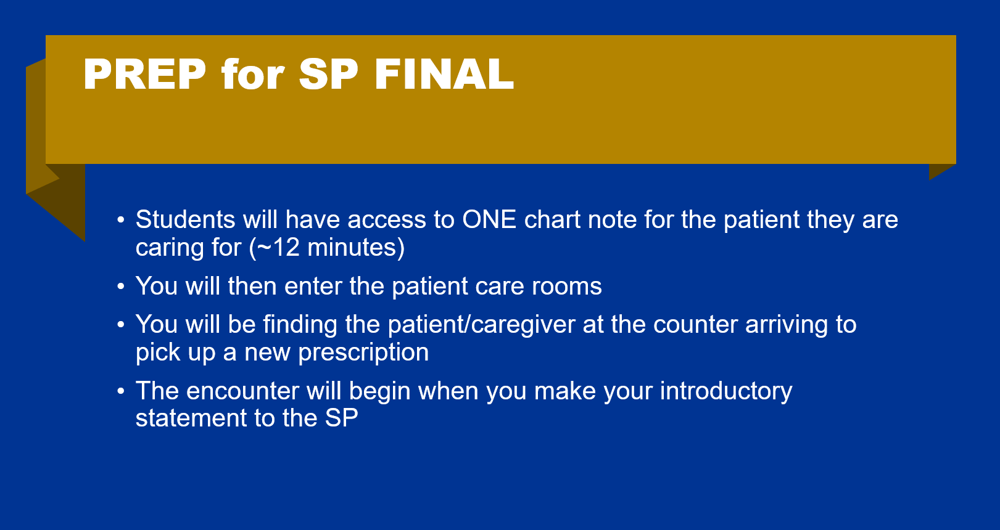 PREP for SP FINAL
• Students will have access to ONE chart note for the patient they are
caring for (~12 minutes)
• You will then enter the patient care rooms
• You will be finding the patient/caregiver at the counter arriving to
pick up a new prescription
• The encounter will begin when you make your introductory
statement to the SP